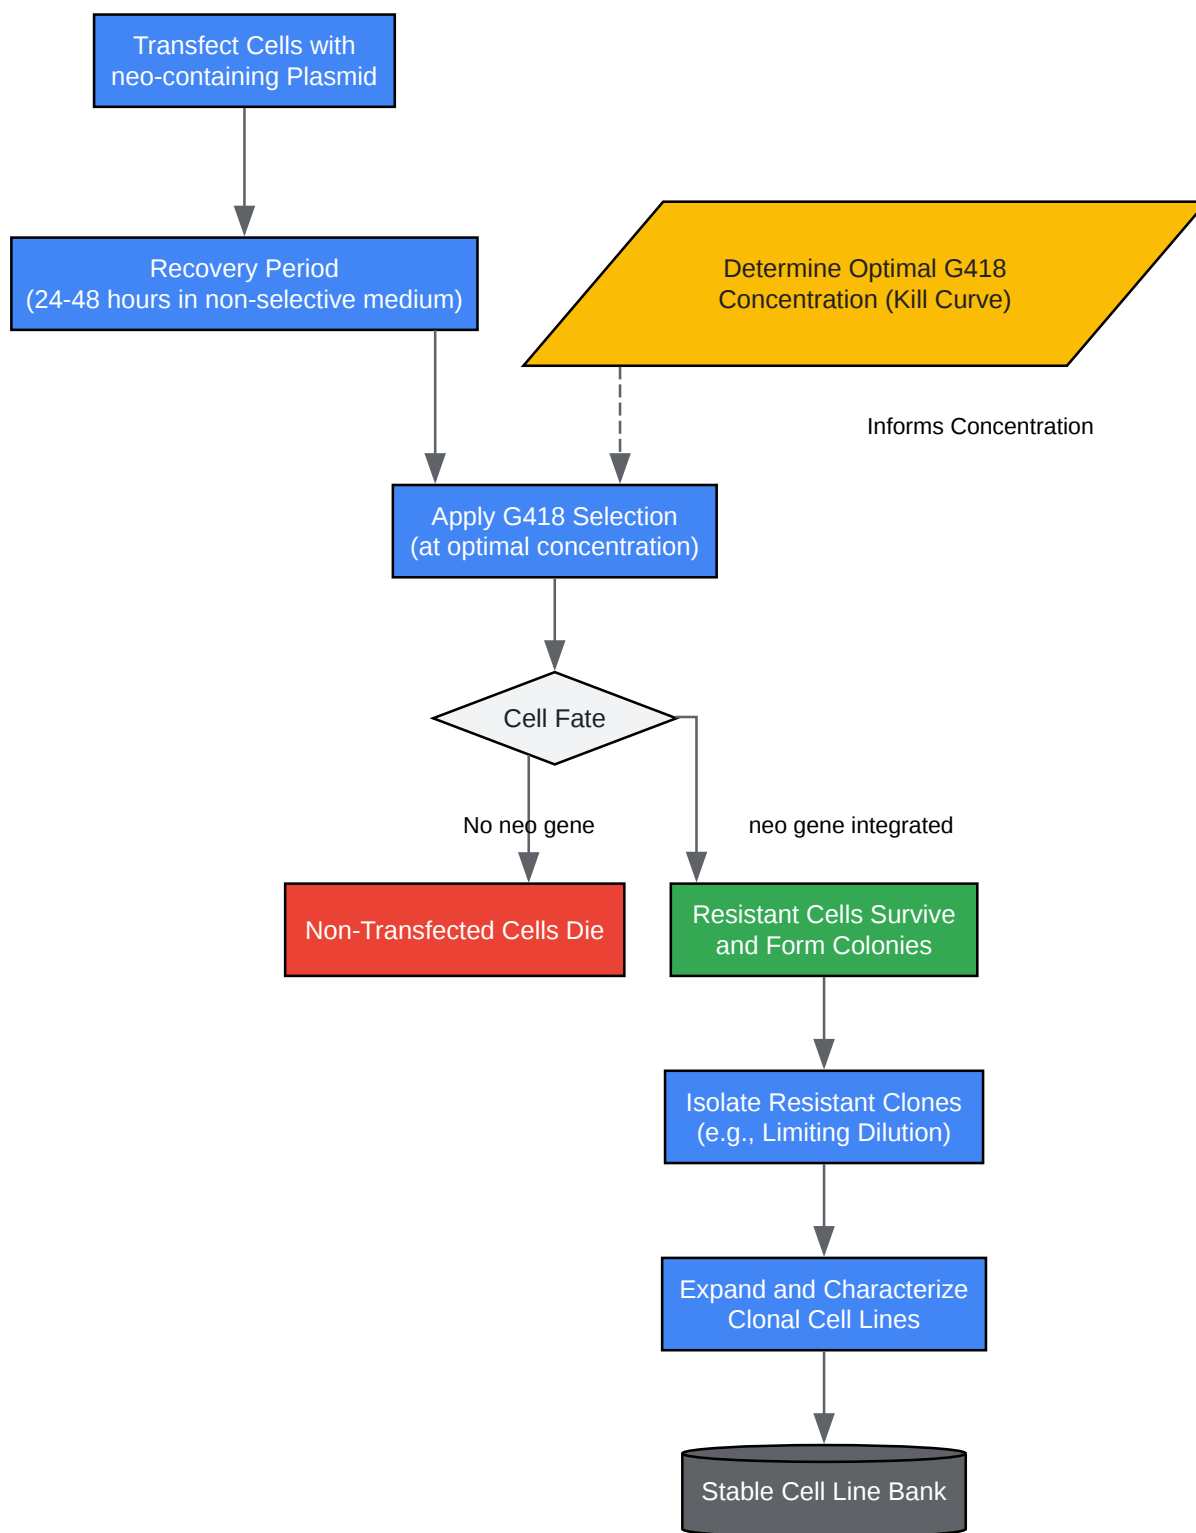 Transfect Cells with
neo-containing Plasmid
Recovery Period
(24-48 hours in non-selective medium)
Determine Optimal G418
Concentration (Kill Curve)
Informs Concentration
Apply G418 Selection
(at optimal concentration)
Cell Fate
No neo gene
neo gene integrated
Non-Transfected Cells Die
Resistant Cells Survive
and Form Colonies
Isolate Resistant Clones
(e.g., Limiting Dilution)
Expand and Characterize
Clonal Cell Lines
Stable Cell Line Bank